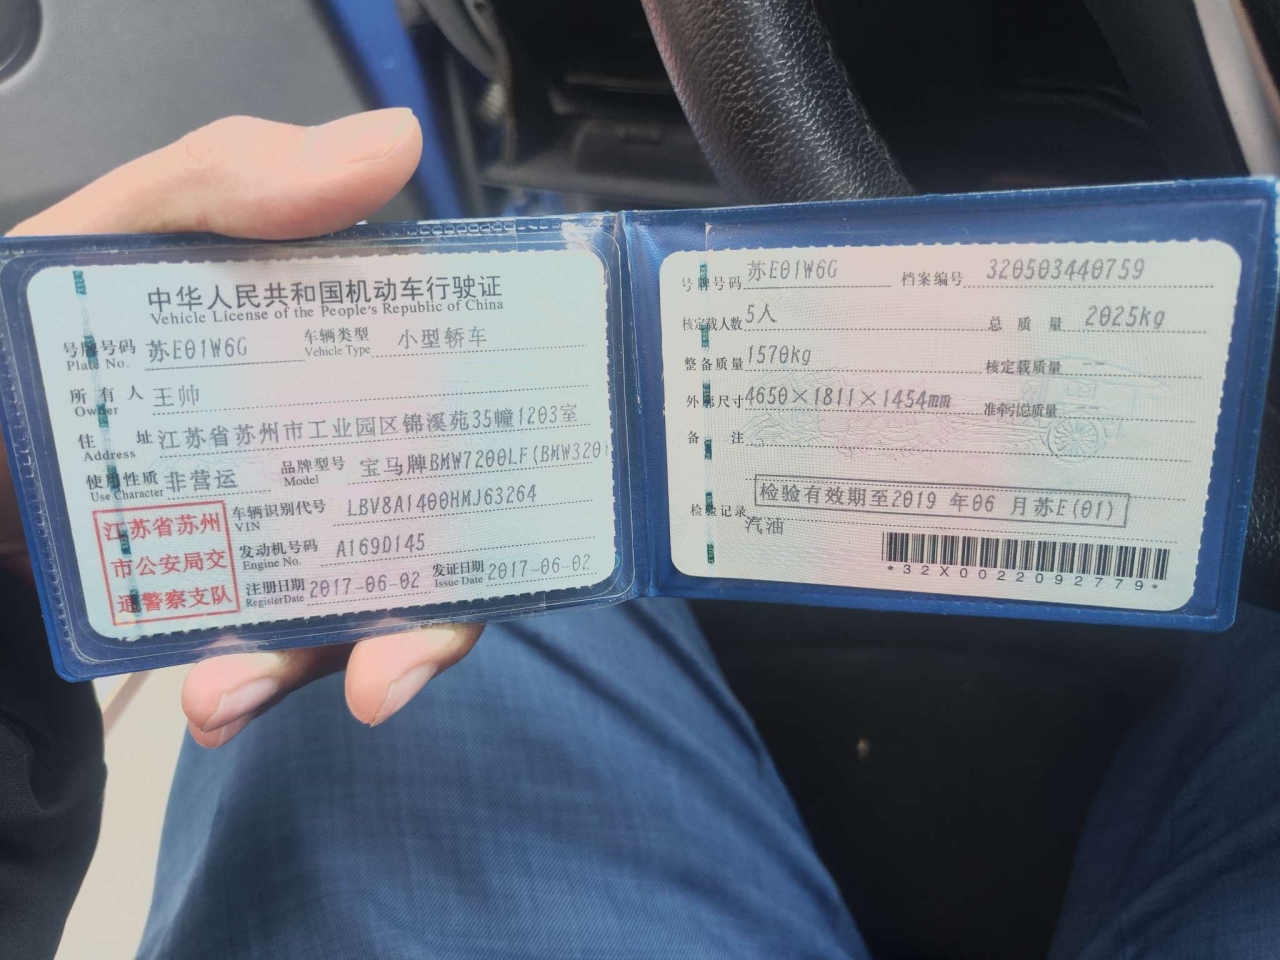 中华人民共和国机动车行驶证
Vehicle License of the People's Republic of China
号牌号码 苏E01W6G 车辆类型 小型轿车
Plate No. Vehicle Type
所有人 王帅
Owner
住址 江苏省苏州市工业园区锦溪苑35幢1203室
Address
使用性质 非营运 品牌型号 宝马牌BMW7200LF(BMW320
Use Character Model
江苏省苏州
市公安局交
通警察支队
车辆识别代号 LBV8A1400HMJ63264
VIN
发动机号码 A169D145
Engine No.
注册日期 2017-06-02 发证日期 2017-06-02
Register Date Issue Date
号牌号码 苏E01W6G 档案编号 320503440759
核定载人数 5人 总质量 2025kg
整备质量 1570kg 核定载质量 --
外廓尺寸 4650×1811×1454mm 准牵引总质量 --
备注
检验有效期至2019年06月苏E(01)
检验记录
汽油
*32X0022092779*